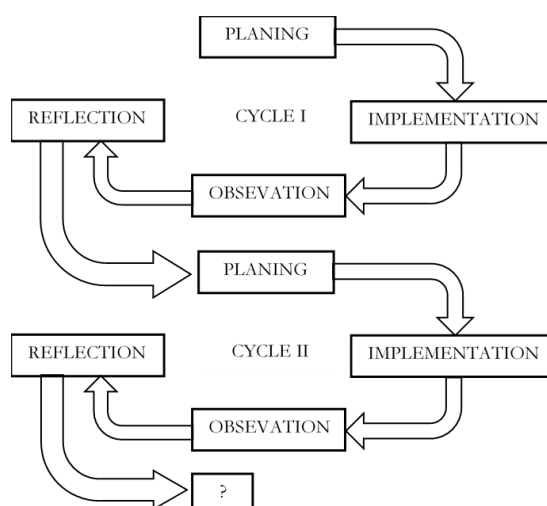 PLANING
REFLECTION
CYCLE I
IMPLEMENTATION
OBSEVATION
PLANING
REFLECTION
CYCLE II
IMPLEMENTATION
OBSEVATION
?